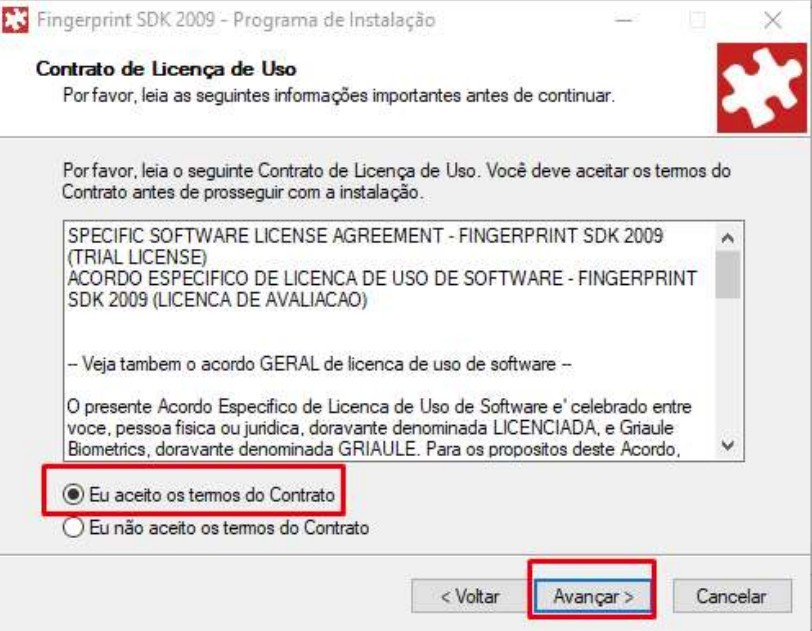 Fingerprint SDK 2009 - Programa de Instalação
Contrato de Licença de Uso
Por favor, leia as seguintes informações importantes antes de continuar.
Por favor, leia o seguinte Contrato de Licença de Uso. Você deve aceitar os termos do
Contrato antes de prosseguir com a instalação.
SPECIFIC SOFTWARE LICENSE AGREEMENT - FINGERPRINT SDK 2009
(TRIAL LICENSE)
ACORDO ESPECIFICO DE LICENCA DE USO DE SOFTWARE - FINGERPRINT
SDK 2009 (LICENCA DE AVALIACAO)
-- Veja tambem o acordo GERAL de licenca de uso de software --
O presente Acordo Especifico de Licenca de Uso de Software e' celebrado entre
voce, pessoa fisica ou juridica, doravante denominada LICENCIADA, e Griaule
Biometrics, doravante denominada GRIAULE. Para os propositos deste Acordo,
Eu aceito os termos do Contrato
Eu não aceito os termos do Contrato
< Voltar Avançar > Cancelar